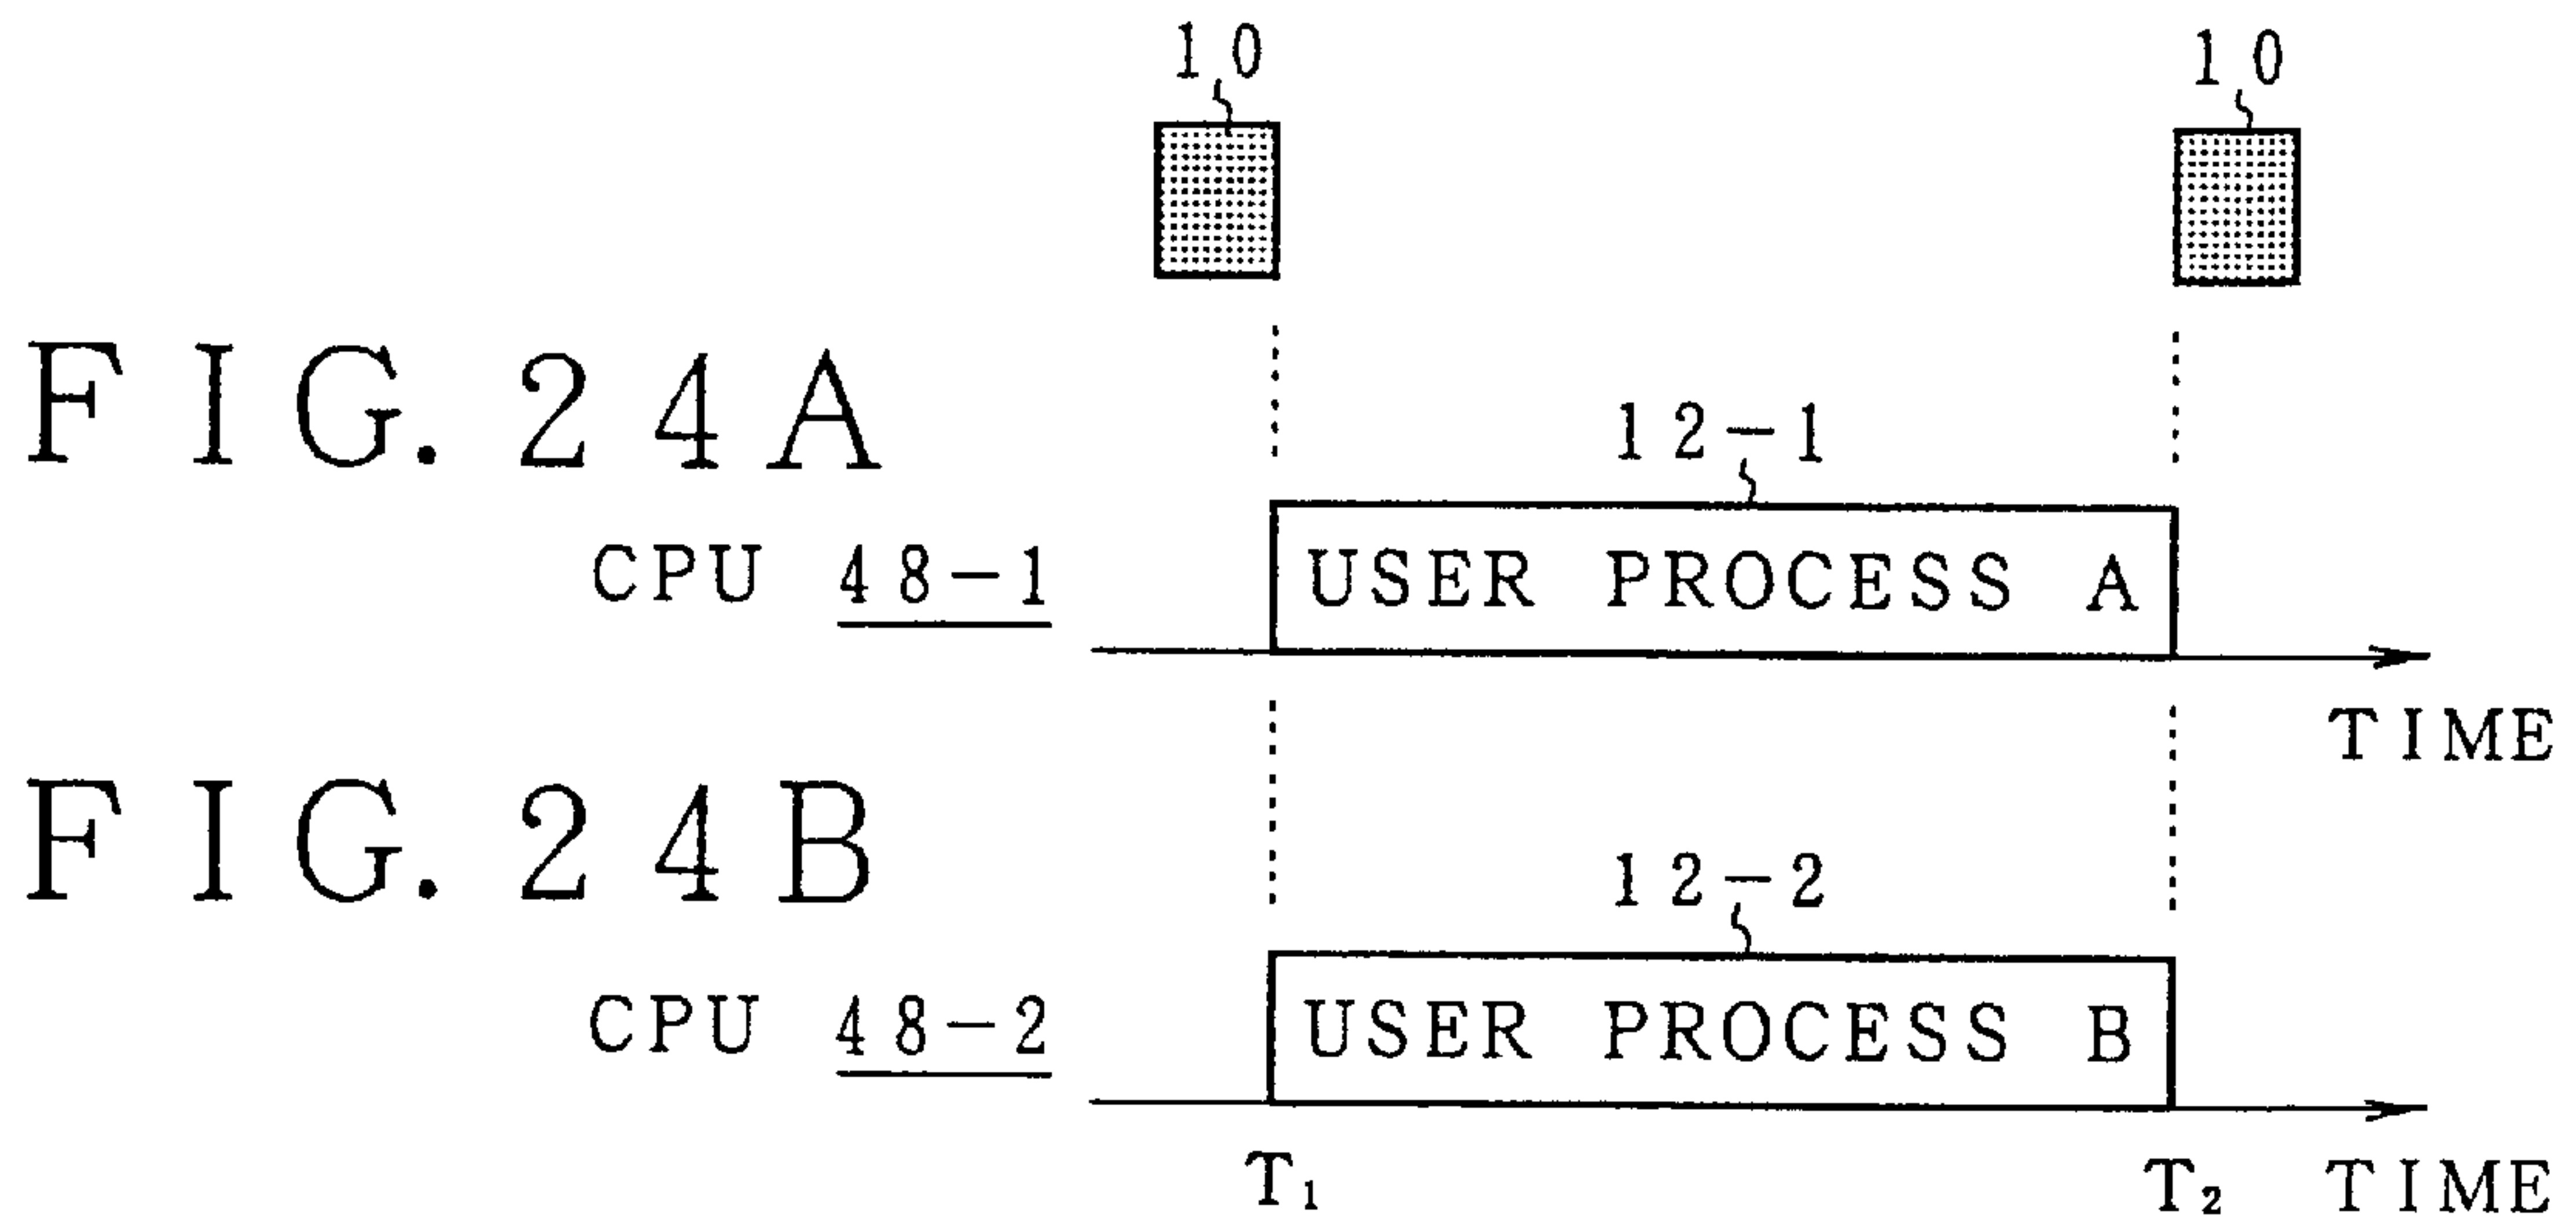 10 10
FIG. 24A
12-1
CPU 48-1
USER PROCESS A
TIME
FIG. 24B
12-2
CPU 48-2
USER PROCESS B
T₁ T₂ TIME